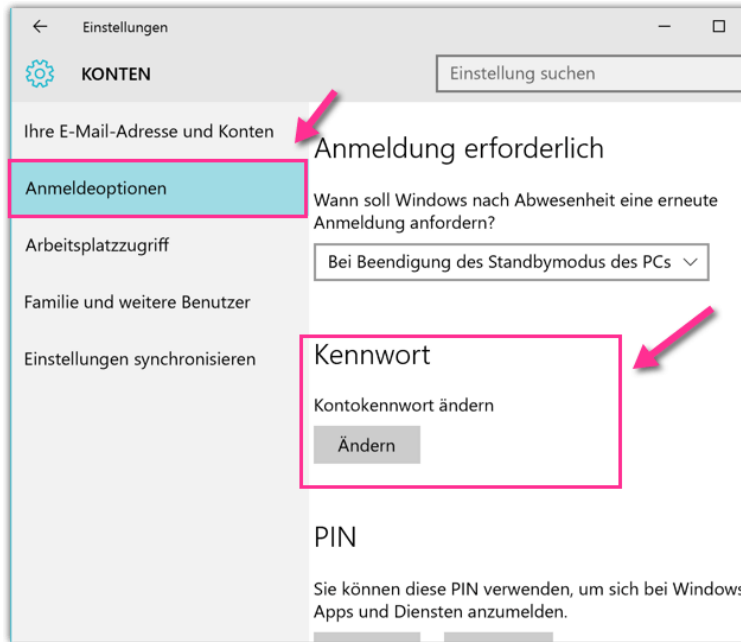 Einstellungen
KONTEN
Einstellung suchen
Ihre E-Mail-Adresse und Konten
Anmeldeoptionen
Arbeitsplatzzugriff
Familie und weitere Benutzer
Einstellungen synchronisieren
Anmeldung erforderlich
Wann soll Windows nach Abwesenheit eine erneute
Anmeldung anfordern?
Bei Beendigung des Standbymodus des PCs
Kennwort
Kontokennwort ändern
Ändern
PIN
Sie können diese PIN verwenden, um sich bei Windows
Apps und Diensten anzumelden.